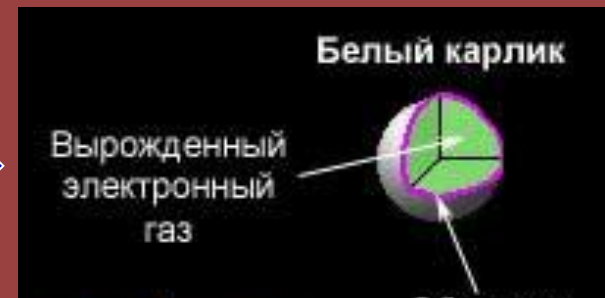 Белый карлик
Вырожденный
электронный
газ